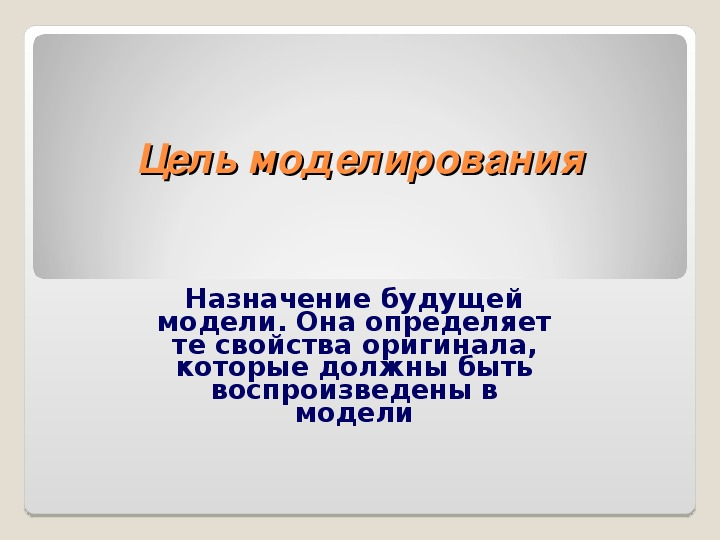 Цель моделирования
Назначение будущей
модели. Она определяет
те свойства оригинала,
которые должны быть
воспроизведены в
модели